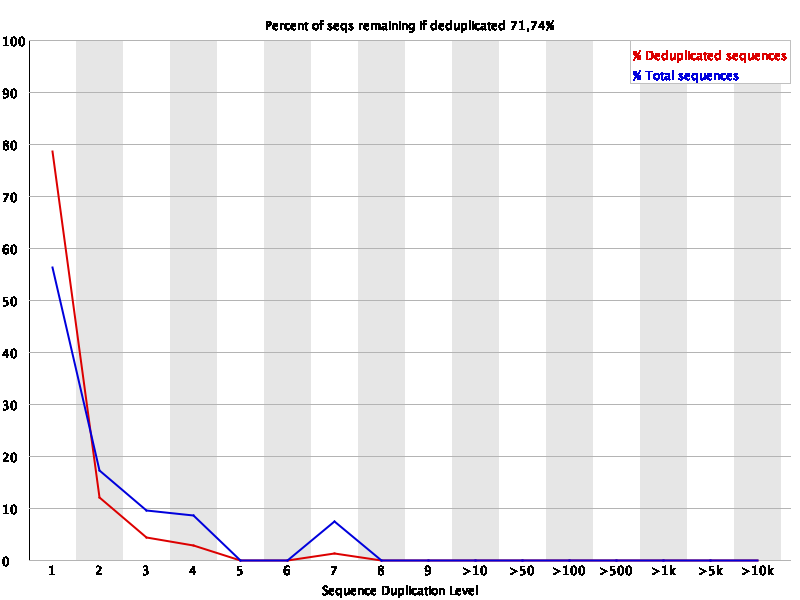 Percent of seqs remaining if deduplicated 71,74%
% Deduplicated sequences
% Total sequences
100
90
80
70
60
50
40
30
20
10
0
1 2 3 4 5 6 7 8 9 >10 >50 >100 >500 >1k >5k >10k
Sequence Duplication Level